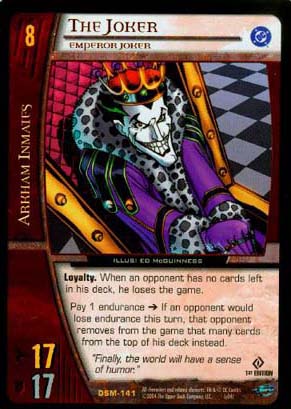 THE JOKER
8
EMPEROR JOKER
ARKHAM INMATES
ILLUS: ED MCGUINNESS
Loyalty. When an opponent has no cards left
in his deck, he loses the game.
Pay 1 endurance → If an opponent would
lose endurance this turn, that opponent
removes from the game that many cards
from the top of his deck instead.
"Finally, the world will have a sense
of humor."
17
17
1ST EDITION
DSM-141